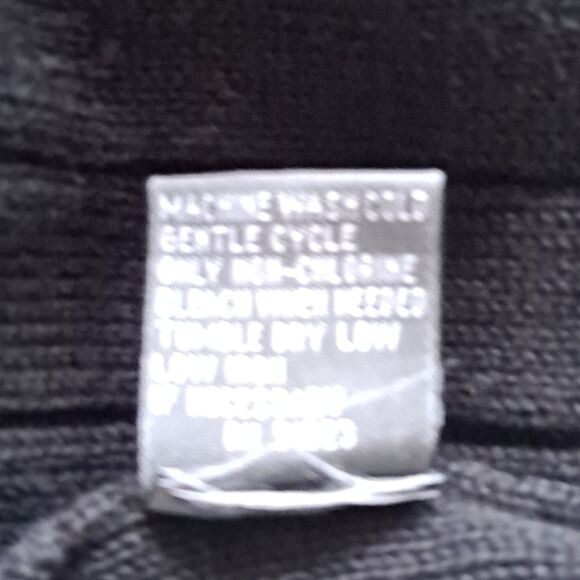 MACHINE WASH COLD
GENTLE CYCLE
ONLY NON-CHLORINE
BLEACH WHEN NEEDED
TUMBLE DRY LOW
LOW IRON
IF NECESSARY